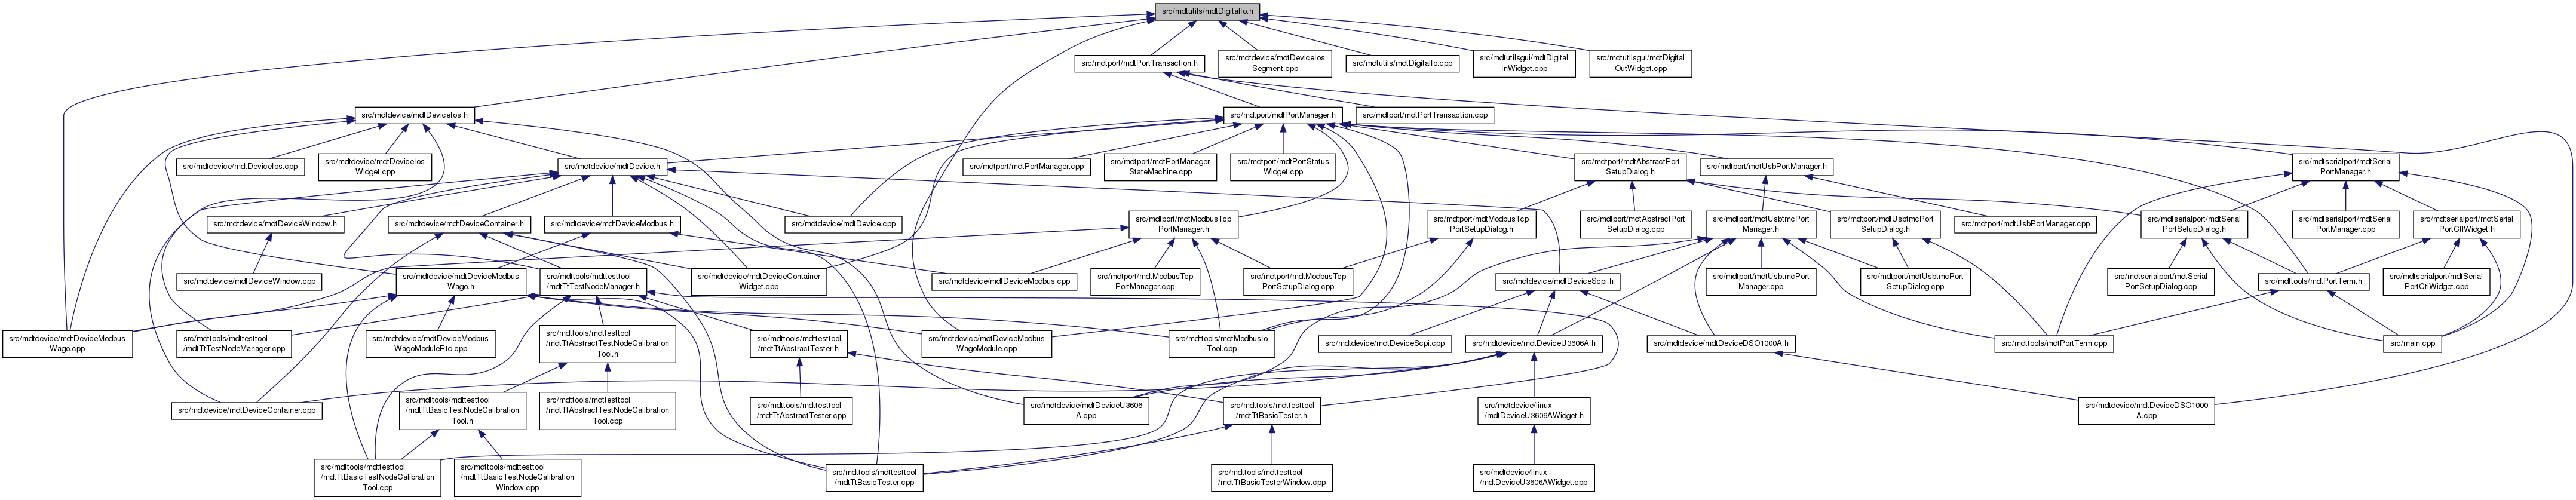 src/mdtutils/mdtDigitalIo.h
src/mdtport/mdtPortTransaction.h
src/mdtdevice/mdtDeviceIos
Segment.cpp
src/mdtutils/mdtDigitalIo.cpp
src/mdtutilsgui/mdtDigital
InWidget.cpp
src/mdtutilsgui/mdtDigital
OutWidget.cpp
src/mdtdevice/mdtDeviceIos.h
src/mdtport/mdtPortManager.h
src/mdtport/mdtPortTransaction.cpp
src/mdtdevice/mdtDeviceIos.cpp
src/mdtdevice/mdtDeviceIos
Widget.cpp
src/mdtdevice/mdtDevice.h
src/mdtport/mdtPortManager.cpp
src/mdtport/mdtPortManager
StateMachine.cpp
src/mdtport/mdtPortStatus
Widget.cpp
src/mdtport/mdtAbstractPort
SetupDialog.h
src/mdtport/mdtUsbPortManager.h
src/mdtserialport/mdtSerial
PortManager.h
src/mdtdevice/mdtDeviceWindow.h
src/mdtdevice/mdtDeviceContainer.h
src/mdtdevice/mdtDeviceModbus.h
src/mdtdevice/mdtDevice.cpp
src/mdtport/mdtModbusTcp
PortManager.h
src/mdtport/mdtModbusTcp
PortSetupDialog.h
src/mdtport/mdtAbstractPort
SetupDialog.cpp
src/mdtport/mdtUsbtmcPort
Manager.h
src/mdtport/mdtUsbtmcPort
SetupDialog.h
src/mdtport/mdtUsbPortManager.cpp
src/mdtserialport/mdtSerial
PortSetupDialog.h
src/mdtserialport/mdtSerial
PortManager.cpp
src/mdtserialport/mdtSerial
PortCtlWidget.h
src/mdtdevice/mdtDeviceWindow.cpp
src/mdtdevice/mdtDeviceModbus
Wago.h
src/mdttools/mdttesttool
/mdtTtTestNodeManager.h
src/mdtdevice/mdtDeviceContainer
Widget.cpp
src/mdtdevice/mdtDeviceModbus.cpp
src/mdtport/mdtModbusTcp
PortManager.cpp
src/mdtport/mdtModbusTcp
PortSetupDialog.cpp
src/mdtdevice/mdtDeviceScpi.h
src/mdtport/mdtUsbtmcPort
Manager.cpp
src/mdtport/mdtUsbtmcPort
SetupDialog.cpp
src/mdtserialport/mdtSerial
PortSetupDialog.cpp
src/mdttools/mdtPortTerm.h
src/mdtserialport/mdtSerial
PortCtlWidget.cpp
src/mdtdevice/mdtDeviceModbus
Wago.cpp
src/mdttools/mdttesttool
/mdtTtTestNodeManager.cpp
src/mdtdevice/mdtDeviceModbus
WagoModuleRtd.cpp
src/mdttools/mdttesttool
/mdtTtAbstractTestNodeCalibration
Tool.h
src/mdttools/mdttesttool
/mdtTtAbstractTester.h
src/mdtdevice/mdtDeviceModbus
WagoModule.cpp
src/mdttools/mdtModbusIo
Tool.cpp
src/mdtdevice/mdtDeviceScpi.cpp
src/mdtdevice/mdtDeviceU3606A.h
src/mdtdevice/mdtDeviceDSO1000A.h
src/mdttools/mdtPortTerm.cpp
src/main.cpp
src/mdtdevice/mdtDeviceContainer.cpp
src/mdttools/mdttesttool
/mdtTtBasicTestNodeCalibration
Tool.h
src/mdttools/mdttesttool
/mdtTtAbstractTestNodeCalibration
Tool.cpp
src/mdttools/mdttesttool
/mdtTtAbstractTester.cpp
src/mdtdevice/mdtDeviceU3606
A.cpp
src/mdttools/mdttesttool
/mdtTtBasicTester.h
src/mdtdevice/linux
/mdtDeviceU3606AWidget.h
src/mdtdevice/mdtDeviceDSO1000
A.cpp
src/mdttools/mdttesttool
/mdtTtBasicTestNodeCalibration
Tool.cpp
src/mdttools/mdttesttool
/mdtTtBasicTestNodeCalibration
Window.cpp
src/mdttools/mdttesttool
/mdtTtBasicTester.cpp
src/mdttools/mdttesttool
/mdtTtBasicTesterWindow.cpp
src/mdtdevice/linux
/mdtDeviceU3606AWidget.cpp